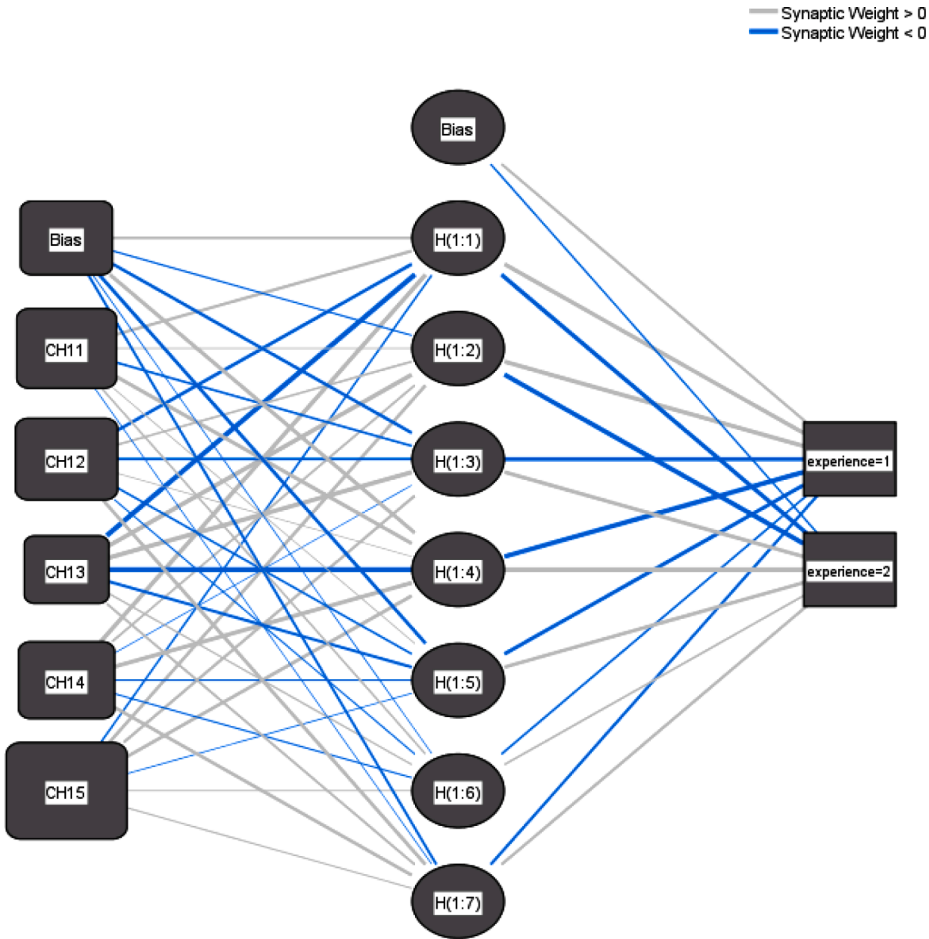 Synaptic Weight > 0
Synaptic Weight < 0
Bias
Bias
H(1:1)
CH11
H(1:2)
CH12
H(1:3)
experience=1
CH13
H(1:4)
experience=2
CH14
H(1:5)
CH15
H(1:6)
H(1:7)